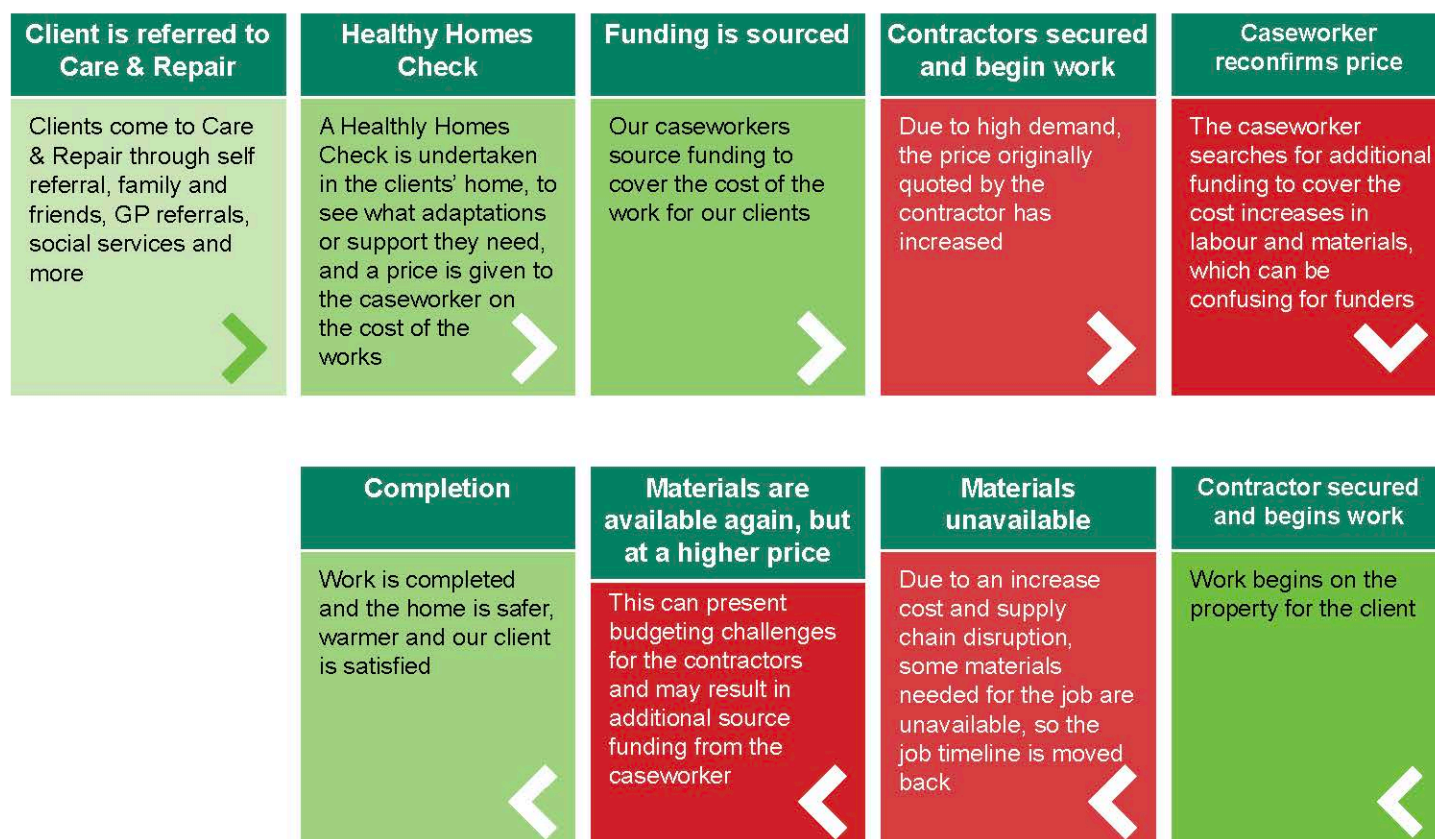 Client is referred to
Care & Repair
Clients come to Care
& Repair through self
referral, family and
friends, GP referrals,
social services and
more
Healthy Homes
Check
A Healthly Homes
Check is undertaken
in the clients' home, to
see what adaptations
or support they need,
and a price is given to
the caseworker on
the cost of the
works
Funding is sourced
Our caseworkers
source funding to
cover the cost of the
work for our clients
Contractors secured
and begin work
Due to high demand,
the price originally
quoted by the
contractor has
increased
Caseworker
reconfirms price
The caseworker
searches for additional
funding to cover the
cost increases in
labour and materials,
which can be
confusing for funders
Contractor secured
and begins work
Work begins on the
property for the client
Materials
unavailable
Due to an increase
cost and supply
chain disruption,
some materials
needed for the job are
unavailable, so the
job timeline is moved
back
Materials are
available again, but
at a higher price
This can present
budgeting challenges
for the contractors
and may result in
additional source
funding from the
caseworker
Completion
Work is completed
and the home is safer,
warmer and our client
is satisfied